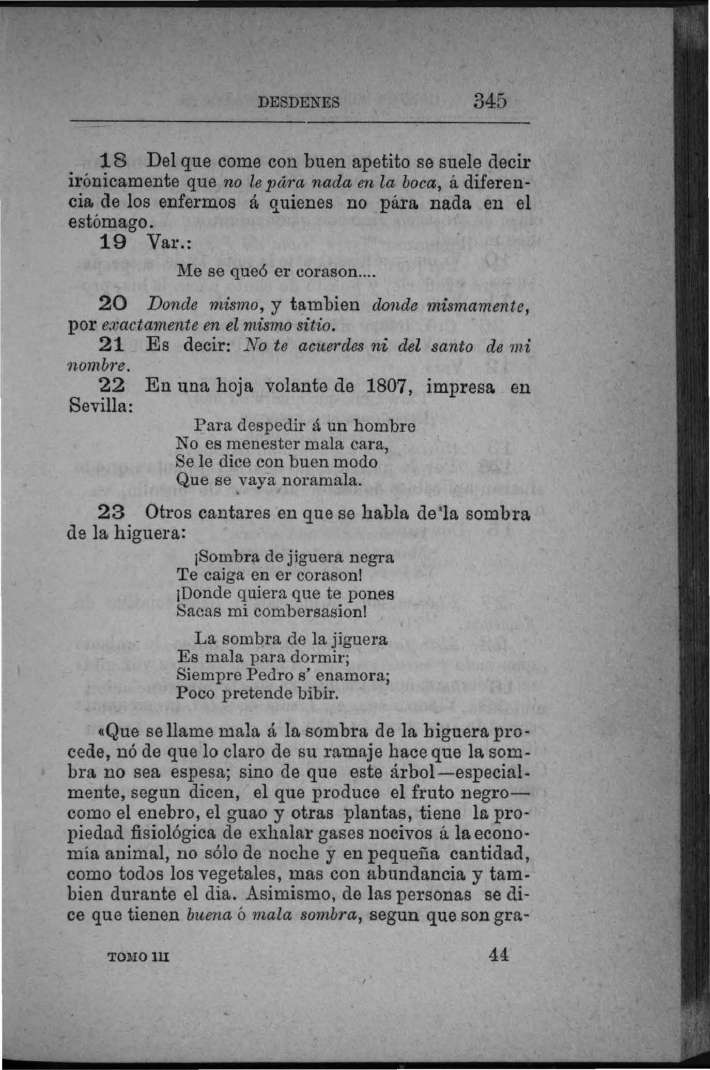 DESDENES 345
18 Del que come con buen apetito se suele decir
irónicamente que no le pára nada en la boca, á diferen-
cia de los enfermos á quienes no pára nada en el
estómago.
19 Var.:
Me se queó er corason....
20 Donde mismo, y tambien donde mismamente,
por exactamente en el mismo sitio.
21 Es decir: No te acuerdes ni del santo de mi
nombre.
22 En una hoja volante de 1807, impresa en
Sevilla:
Para despedir á un hombre
No es menester mala cara,
Se le dice con buen modo
Que se vaya noramala.
23 Otros cantares en que se habla de la sombra
de la higuera:
¡Sombra de jiguera negra
Te caiga en er corason!
¡Donde quiera que te pones
Sacas mi combersasion!
La sombra de la jiguera
Es mala para dormir;
Siempre Pedro s' enamora;
Poco pretende bibir.
«Que se llame mala á la sombra de la higuera pro-
cede, nó de que lo claro de su ramaje hace que la som-
bra no sea espesa; sino de que este árbol—especial-
mente, segun dicen, el que produce el fruto negro—
como el enebro, el guao y otras plantas, tiene la pro-
piedad fisiológica de exhalar gases nocivos á la econo-
mía animal, no sólo de noche y en pequeña cantidad,
como todos los vegetales, mas con abundancia y tam-
bien durante el dia. Asimismo, de las personas se di-
ce que tienen buena ó mala sombra, segun que son gra-
TOMO III 44